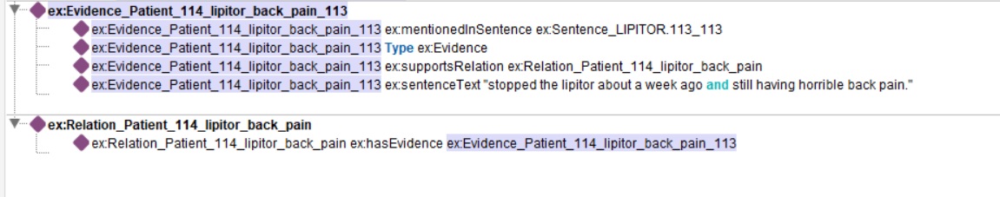 ex:Evidence_Patient_114_lipitor_back_pain_113
ex:Evidence_Patient_114_lipitor_back_pain_113 ex:mentionedInSentence ex:Sentence_LIPITOR.113_113
ex:Evidence_Patient_114_lipitor_back_pain_113 Type ex:Evidence
ex:Evidence_Patient_114_lipitor_back_pain_113 ex:supportsRelation ex:Relation_Patient_114_lipitor_back_pain
ex:Evidence_Patient_114_lipitor_back_pain_113 ex:sentenceText "stopped the lipitor about a week ago and still having horrible back pain."
ex:Relation_Patient_114_lipitor_back_pain
ex:Relation_Patient_114_lipitor_back_pain ex:hasEvidence ex:Evidence_Patient_114_lipitor_back_pain_113